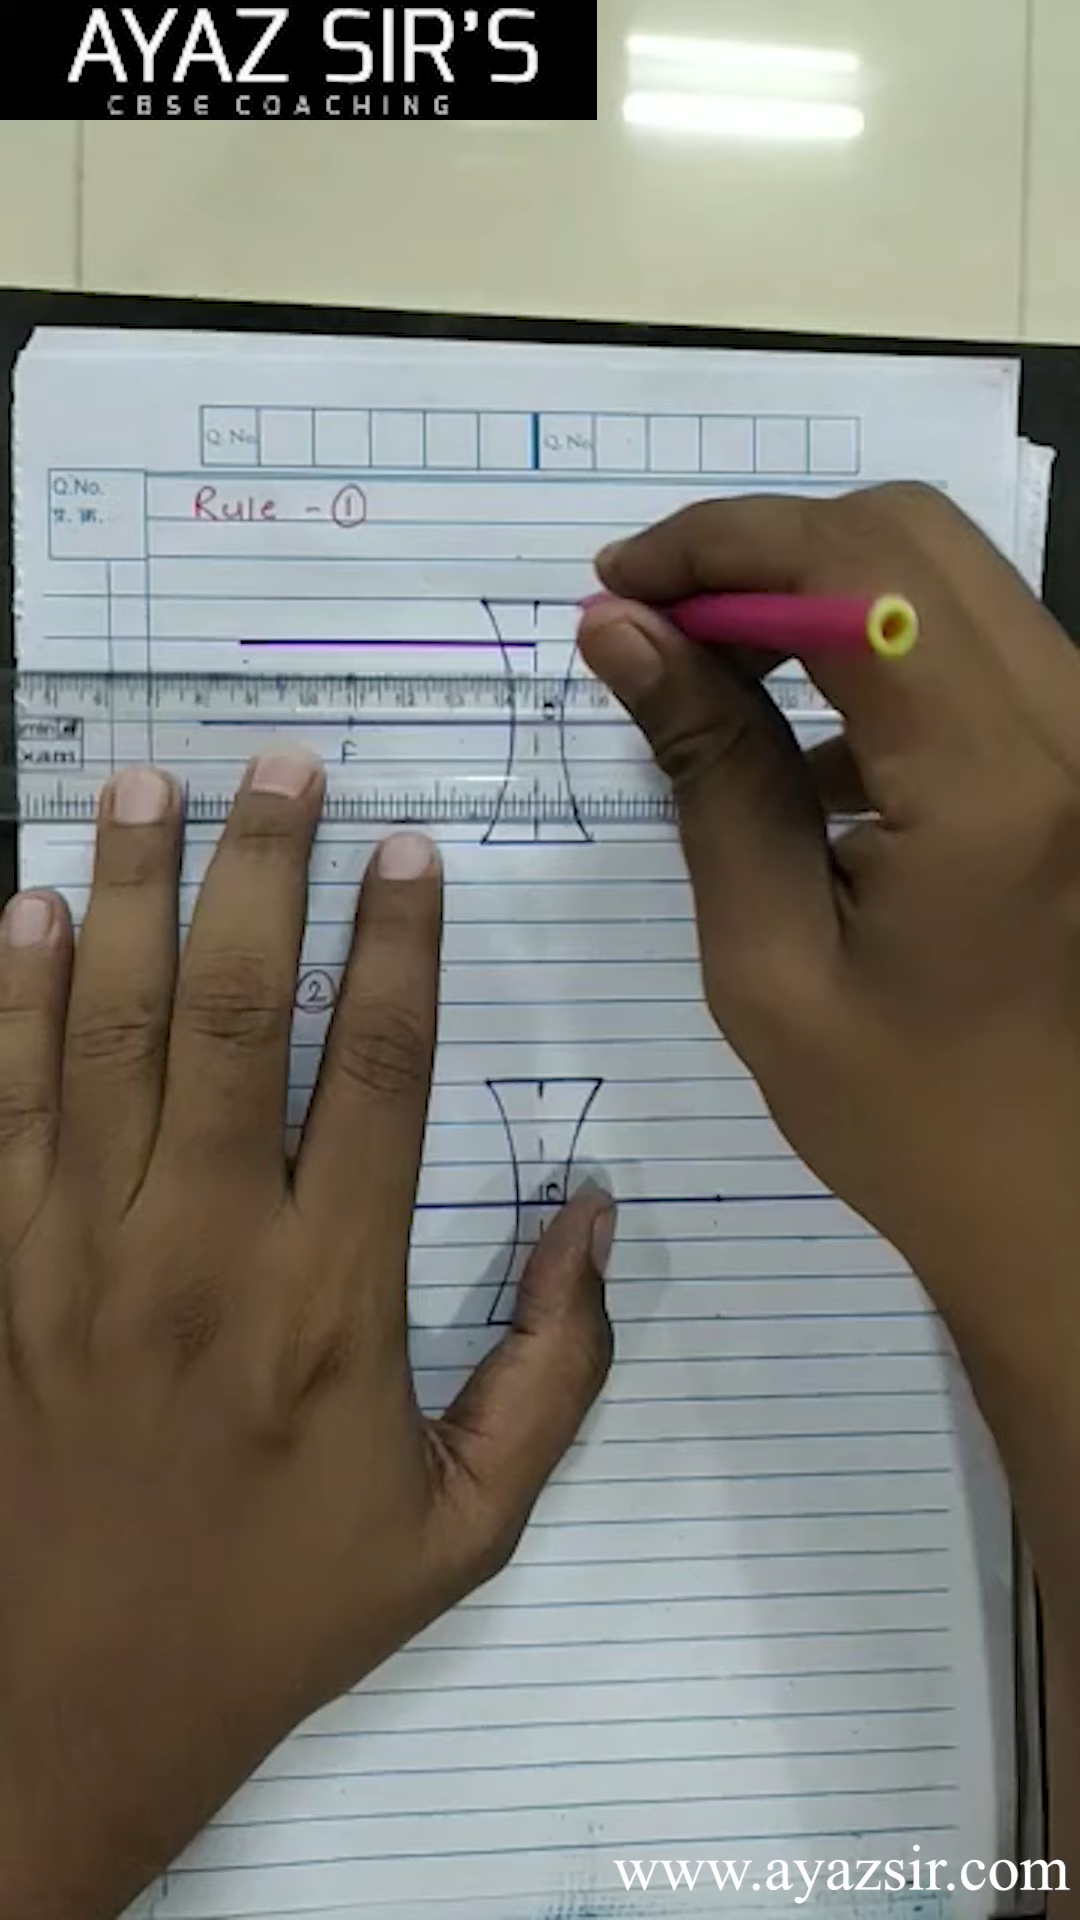 AYAZ SIR'S
CBSE COACHING
Q. No. Q. No.
Q.No.
प्र. सं.
Rule - ①
F
②
www.ayazsir.com